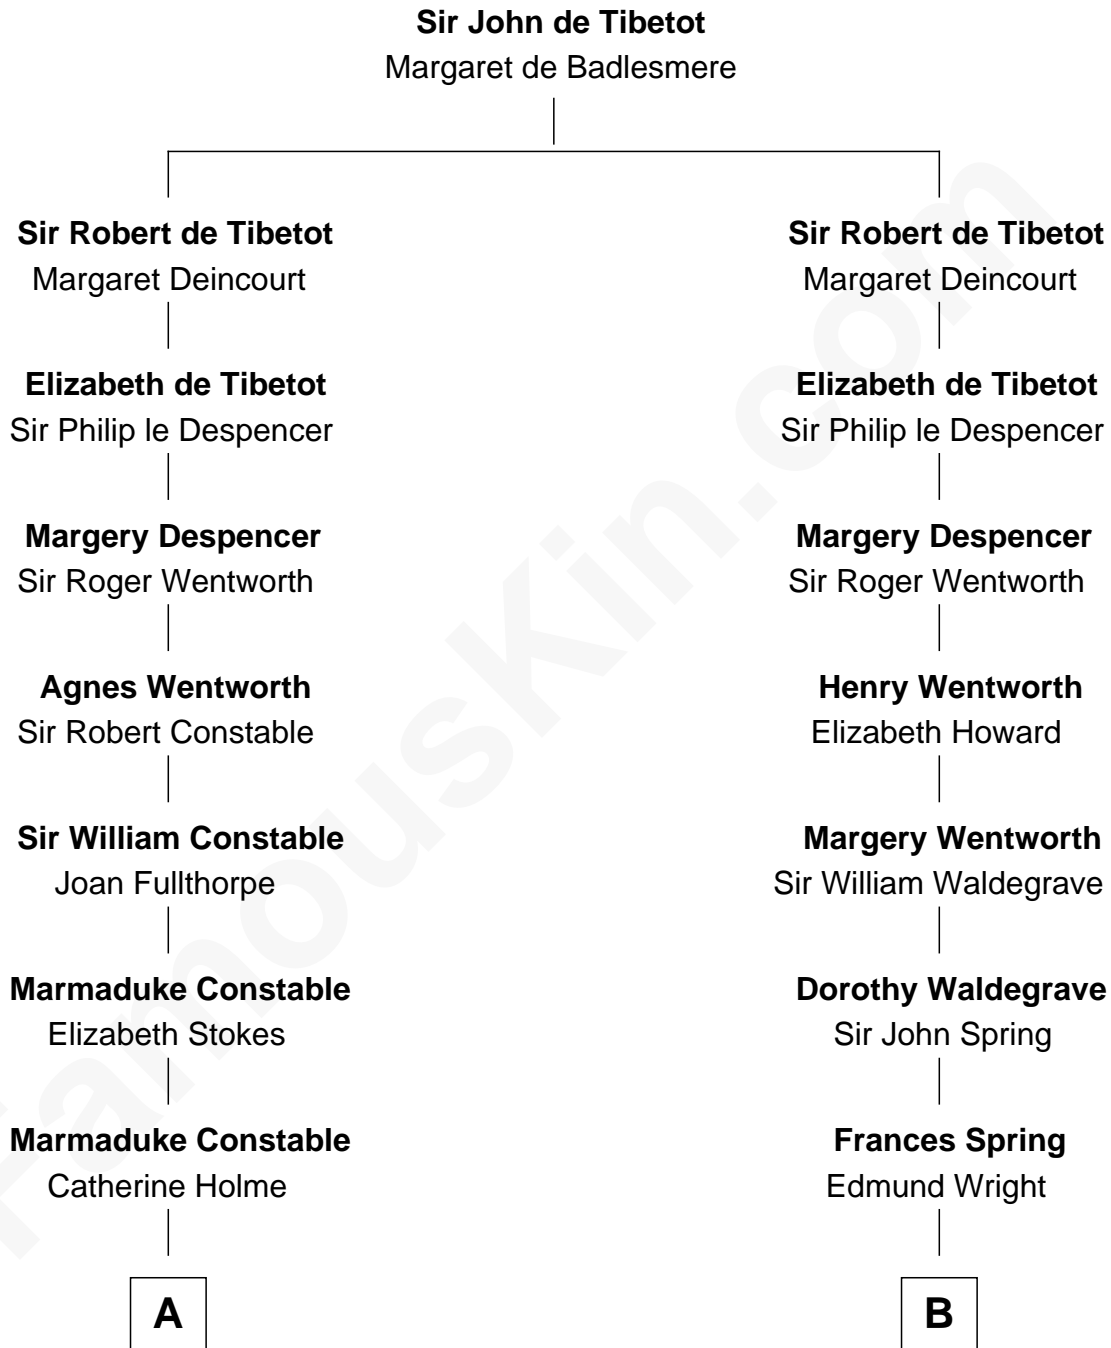 Sir John de Tibetot
Margaret de Badlesmere
Sir Robert de Tibetot
Margaret Deincourt
Sir Robert de Tibetot
Margaret Deincourt
Elizabeth de Tibetot
Sir Philip le Despencer
Elizabeth de Tibetot
Sir Philip le Despencer
Margery Despencer
Sir Roger Wentworth
Margery Despencer
Sir Roger Wentworth
Agnes Wentworth
Sir Robert Constable
Henry Wentworth
Elizabeth Howard
Sir William Constable
Joan Fullthorpe
Margery Wentworth
Sir William Waldegrave
Marmaduke Constable
Elizabeth Stokes
Dorothy Waldegrave
Sir John Spring
Marmaduke Constable
Catherine Holme
Frances Spring
Edmund Wright
A
B
FamousKin.com